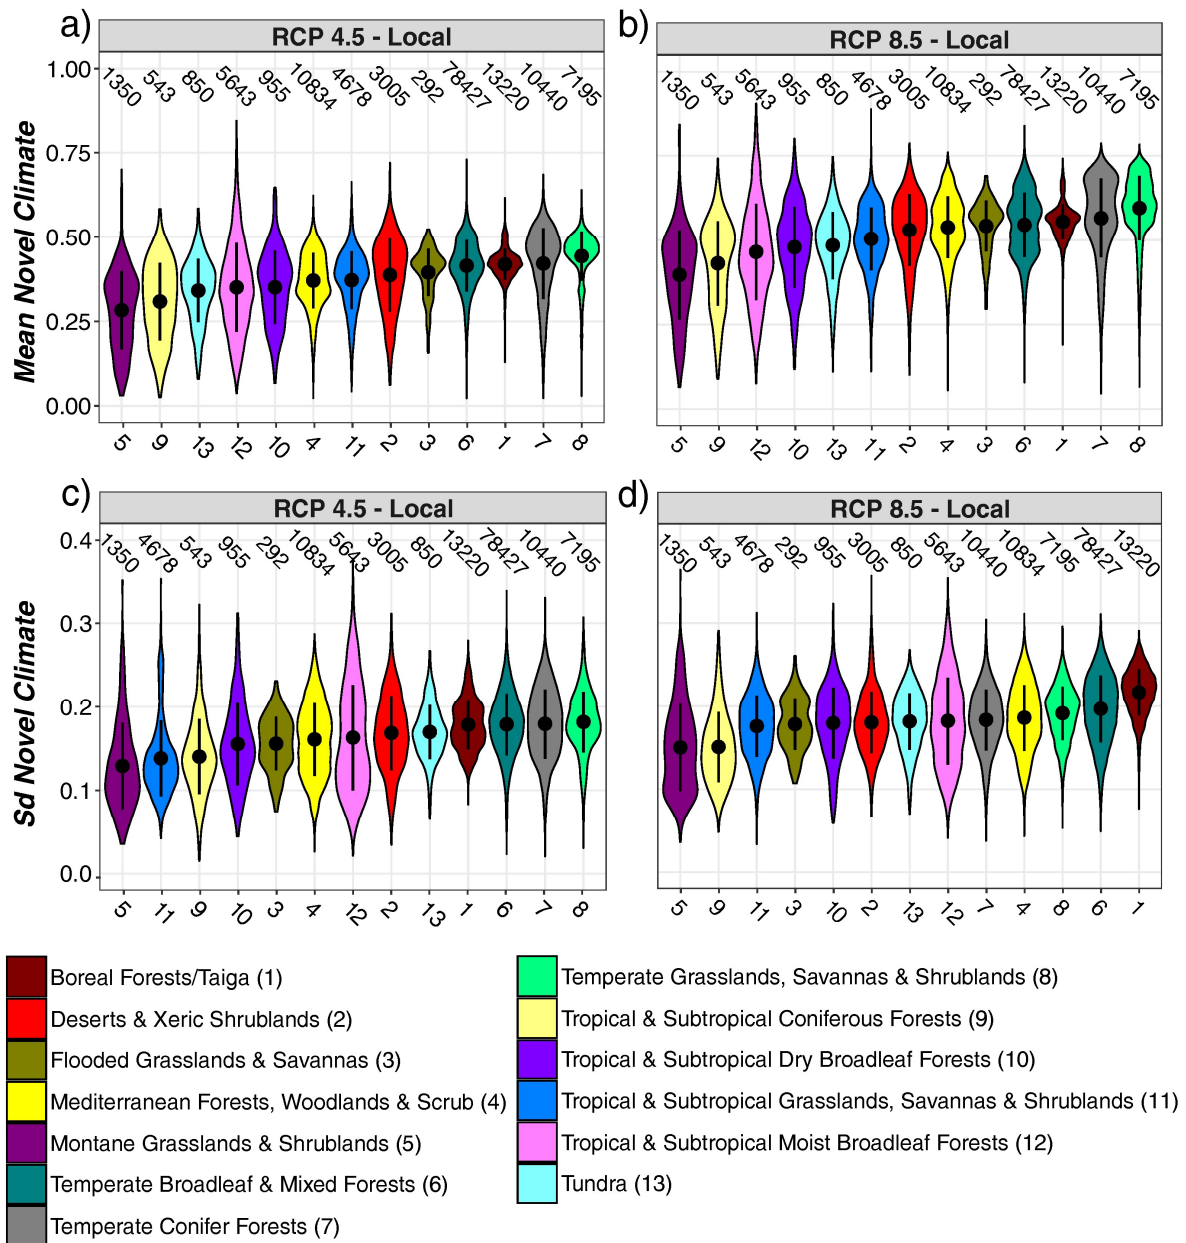 a)
RCP 4.5 - Local
b)
RCP 8.5 - Local
1350 543 850 5643 955 10834 4678 3005 292 78427 13220 10440 7195
1350 543 5643 955 850 4678 3005 10834 292 78427 13220 10440 7195
Mean Novel Climate
1.00
0.75
0.50
0.25
0.00
5 9 13 12 10 4 11 2 3 6 1 7 8
5 9 12 10 13 11 2 4 3 6 1 7 8
c)
RCP 4.5 - Local
d)
RCP 8.5 - Local
1350 4678 543 955 292 10834 5643 3005 850 13220 78427 10440 7195
1350 543 4678 292 955 3005 850 5643 10440 10834 7195 78427 13220
Sd Novel Climate
0.4
0.3
0.2
0.1
0.0
5 11 9 10 3 4 12 2 13 1 6 7 8
5 9 11 3 10 2 13 12 7 4 8 6 1
Boreal Forests/Taiga (1)
Deserts & Xeric Shrublands (2)
Flooded Grasslands & Savannas (3)
Mediterranean Forests, Woodlands & Scrub (4)
Montane Grasslands & Shrublands (5)
Temperate Broadleaf & Mixed Forests (6)
Temperate Conifer Forests (7)
Temperate Grasslands, Savannas & Shrublands (8)
Tropical & Subtropical Coniferous Forests (9)
Tropical & Subtropical Dry Broadleaf Forests (10)
Tropical & Subtropical Grasslands, Savannas & Shrublands (11)
Tropical & Subtropical Moist Broadleaf Forests (12)
Tundra (13)